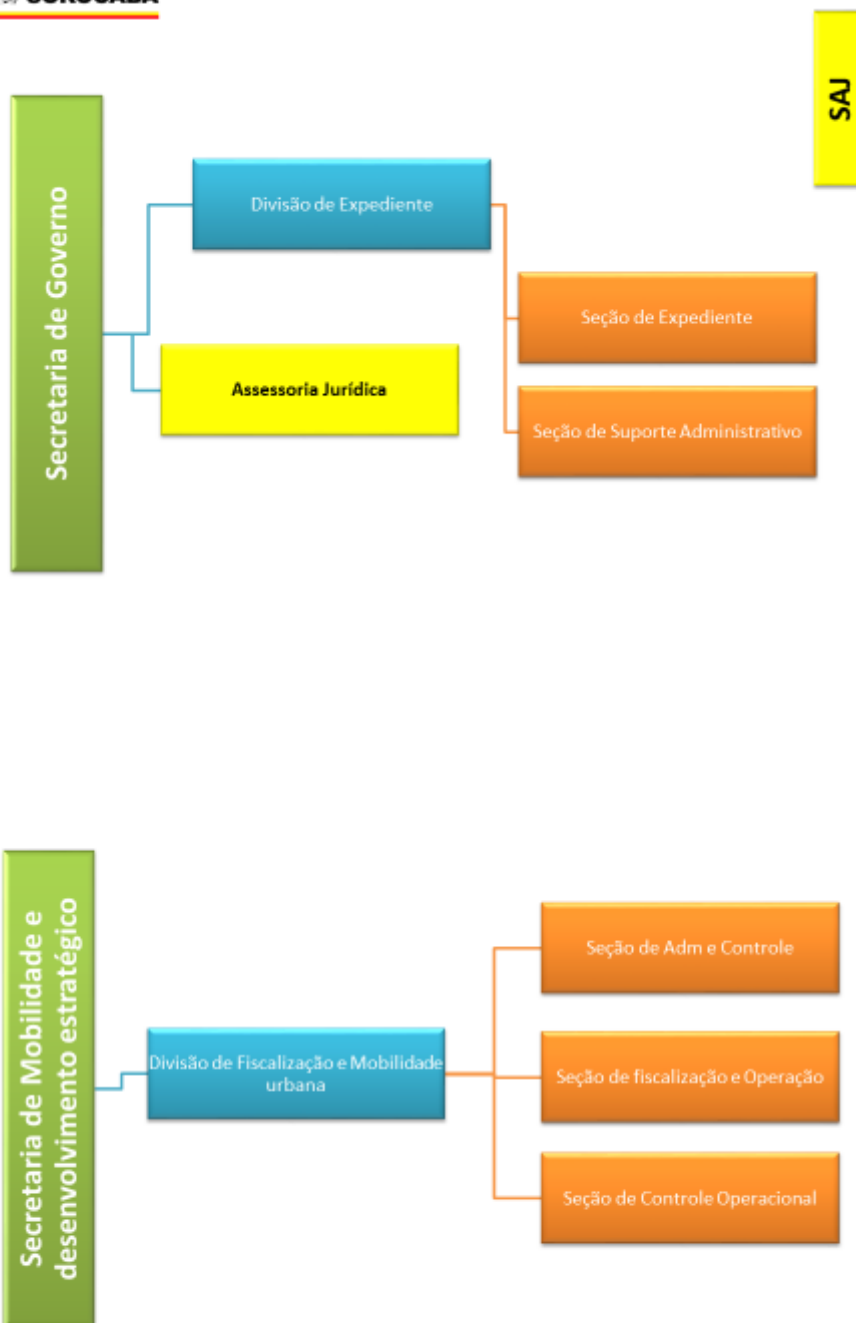 SOROCABA
SAJ
Secretaria de Governo
Divisão de Expediente
Assessoria Jurídica
Seção de Expediente
Seção de Suporte Administrativo
Secretaria de Mobilidade e
desenvolvimento estratégico
Divisão de Fiscalização e Mobilidade
urbana
Seção de Adm e Controle
Seção de fiscalização e Operação
Seção de Controle Operacional